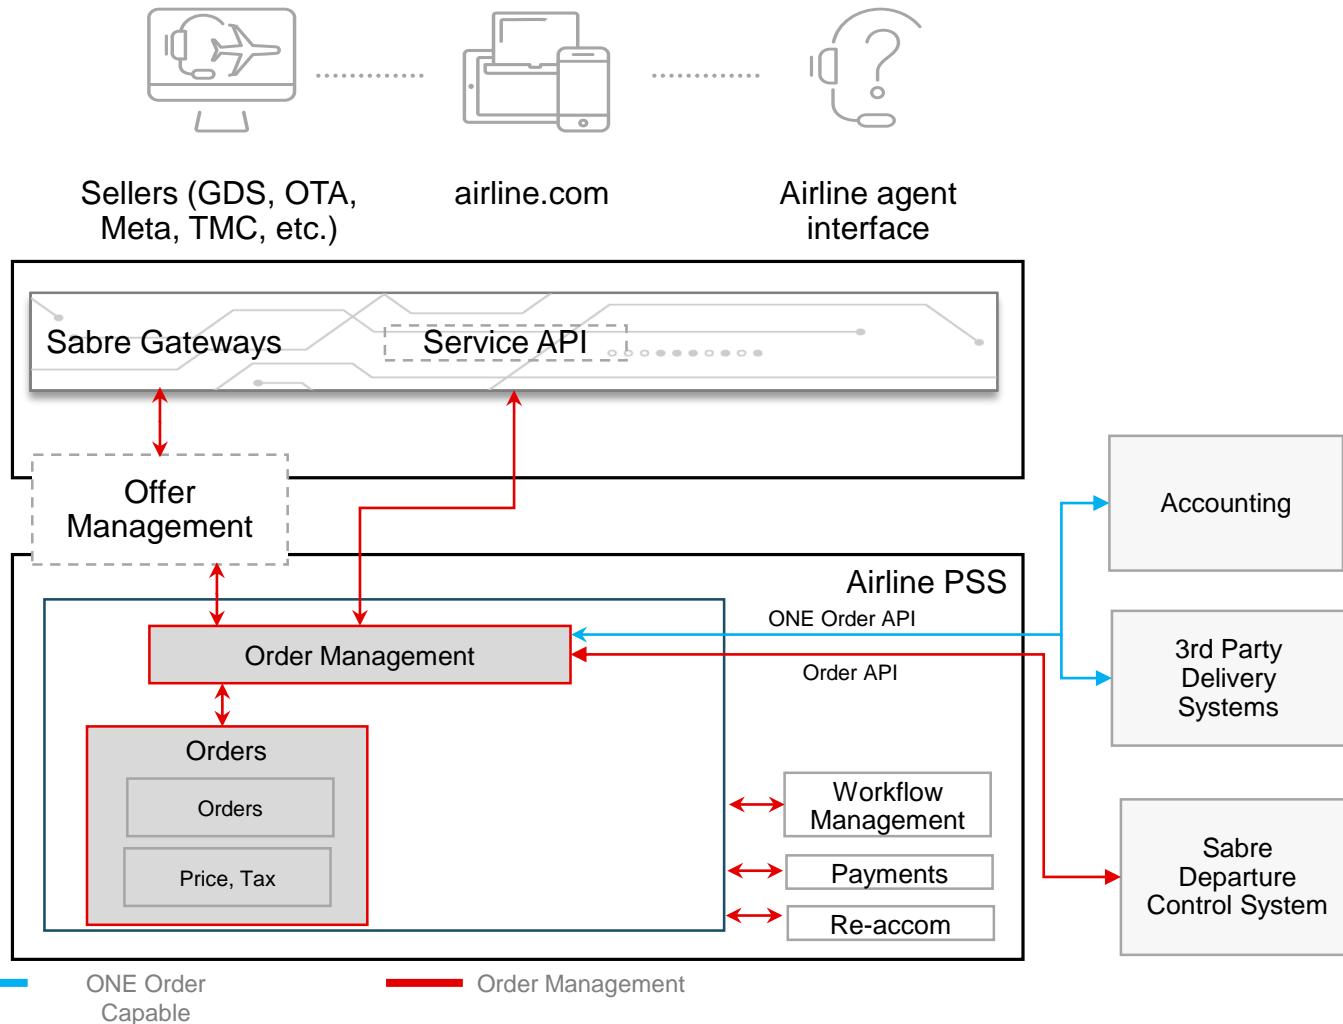 Sellers (GDS, OTA,
Meta, TMC, etc.)
airline.com
Airline agent
interface
Sabre Gateways
Service API
Offer
Management
Airline PSS
ONE Order API
Order API
Order Management
Orders
Orders
Price, Tax
Workflow
Management
Payments
Re-accom
Accounting
3rd Party
Delivery
Systems
Sabre
Departure
Control System
ONE Order
Capable
Order Management